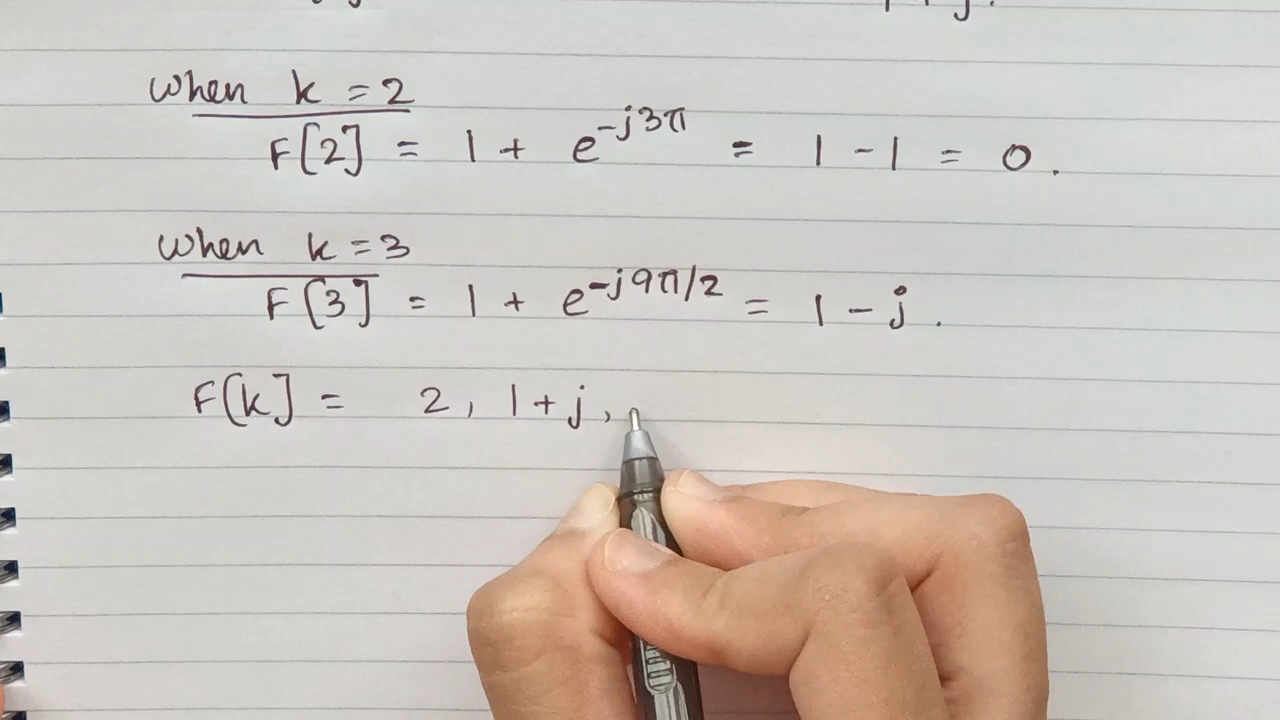 When k = 2
F[2] = 1 + e^{-j3π} = 1 - 1 = 0.
When k = 3
F[3] = 1 + e^{-j9π/2} = 1 - j.
F[k] = 2, 1 + j,